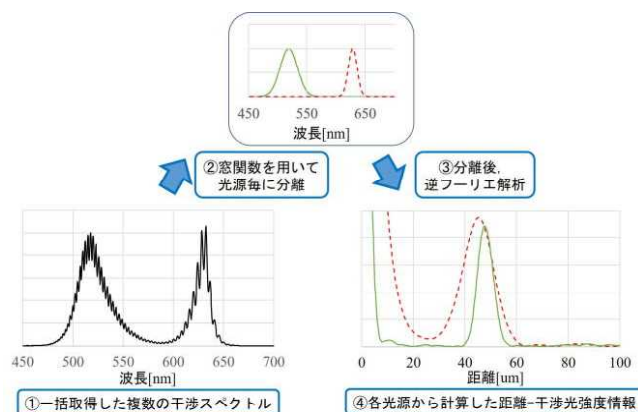 450 550 650
波長[nm]
②窓関数を用いて
光源毎に分離
③分離後,
逆フーリエ解析
450 500 550 600 650 700
波長[nm]
0 20 40 60 80 100
距離[um]
①一括取得した複数の干渉スペクトル
④各光源から計算した距離-干渉光強度情報